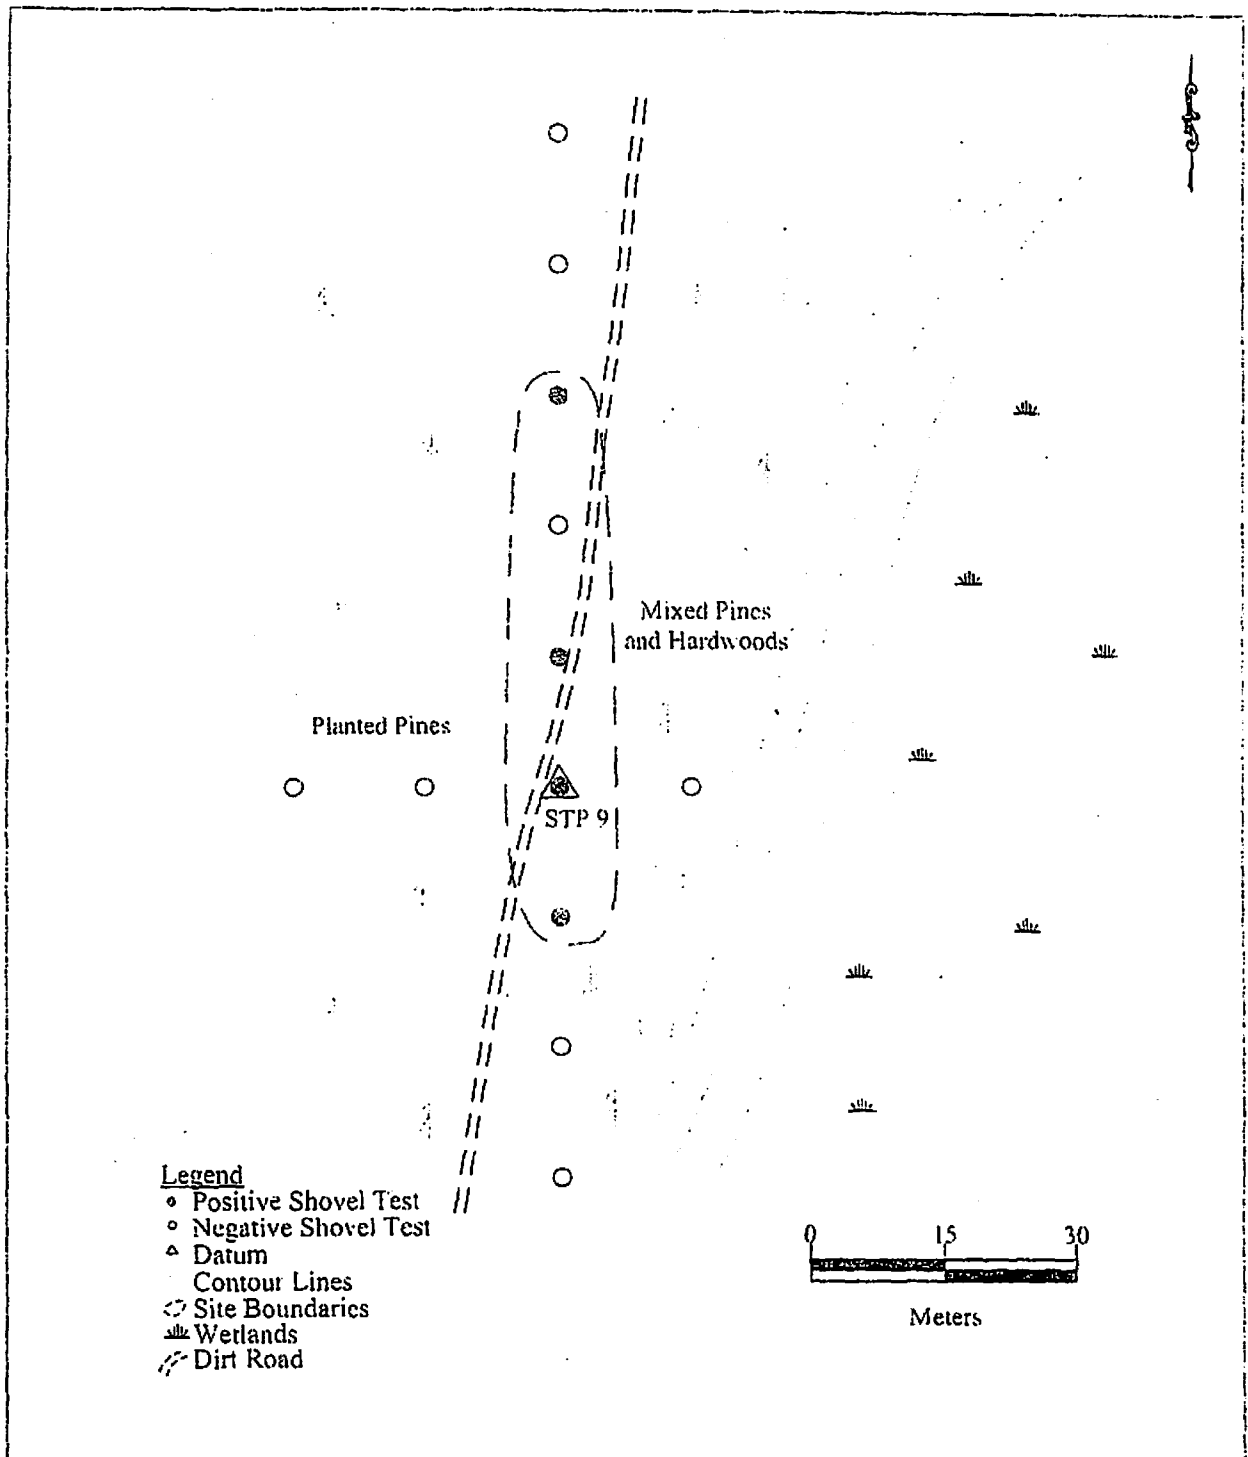 Mixed Pines
and Hardwoods
Planted Pines
STP 9
Legend
Positive Shovel Test
Negative Shovel Test
Datum
Contour Lines
Site Boundaries
Wetlands
Dirt Road
0 15 30
Meters